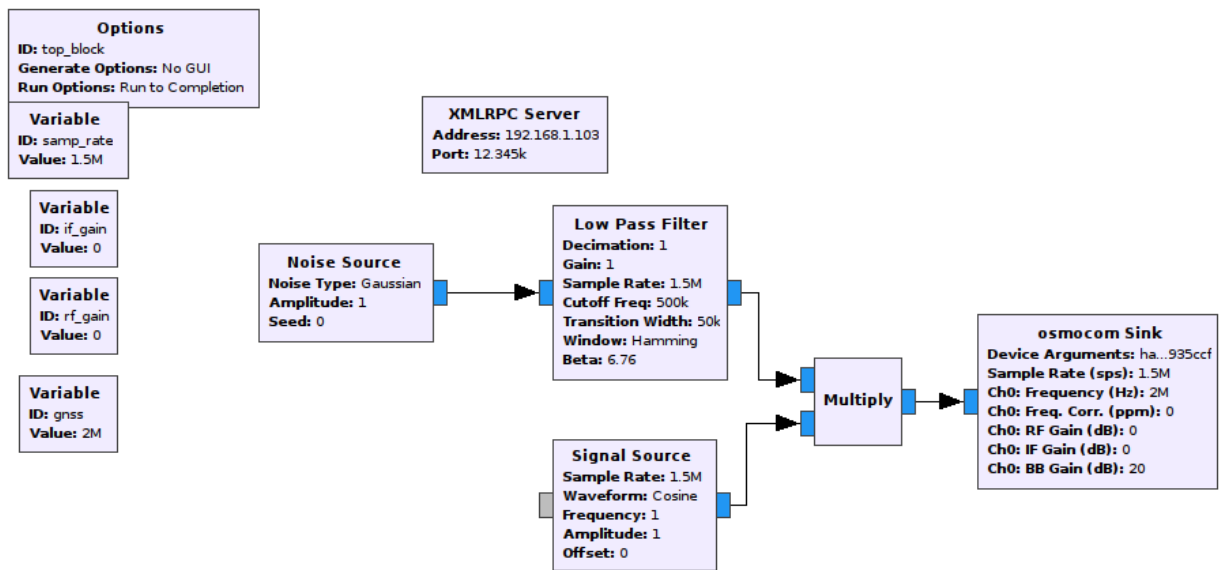 Options
ID: top_block
Generate Options: No GUI
Run Options: Run to Completion
Variable
ID: samp_rate
Value: 1.5M
XMLRPC Server
Address: 192.168.1.103
Port: 12.345k
Variable
ID: if_gain
Value: 0
Variable
ID: rf_gain
Value: 0
Variable
ID: gnss
Value: 2M
Noise Source
Noise Type: Gaussian
Amplitude: 1
Seed: 0
Low Pass Filter
Decimation: 1
Gain: 1
Sample Rate: 1.5M
Cutoff Freq: 500k
Transition Width: 50k
Window: Hamming
Beta: 6.76
Signal Source
Sample Rate: 1.5M
Waveform: Cosine
Frequency: 1
Amplitude: 1
Offset: 0
Multiply
osmocom Sink
Device Arguments: ha...935ccf
Sample Rate (sps): 1.5M
Ch0: Frequency (Hz): 2M
Ch0: Freq. Corr. (ppm): 0
Ch0: RF Gain (dB): 0
Ch0: IF Gain (dB): 0
Ch0: BB Gain (dB): 20